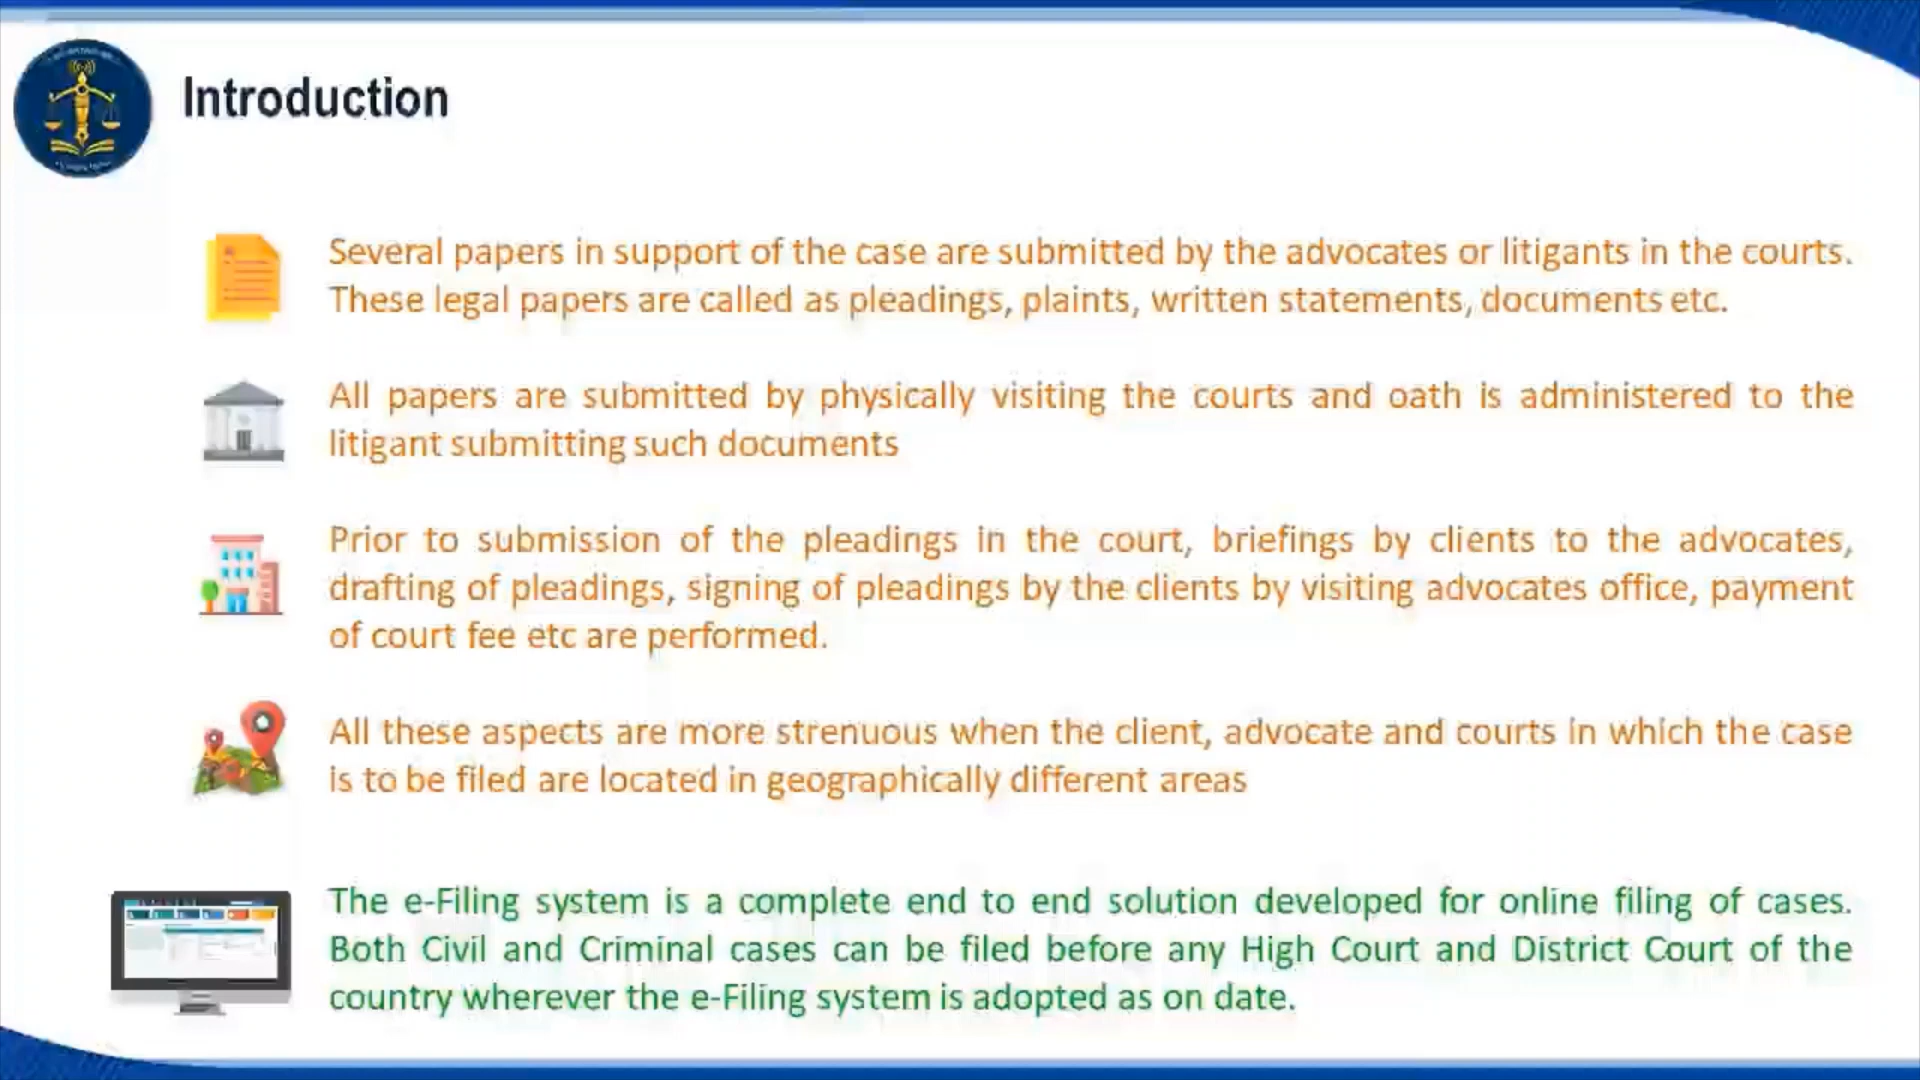 Introduction
Several papers in support of the case are submitted by the advocates or litigants in the courts.
These legal papers are called as pleadings, plaints, written statements, documents etc.
All papers are submitted by physically visiting the courts and oath is administered to the
litigant submitting such documents
Prior to submission of the pleadings in the court, briefings by clients to the advocates,
drafting of pleadings, signing of pleadings by the clients by visiting advocates office, payment
of court fee etc are performed.
All these aspects are more strenuous when the client, advocate and courts in which the case
is to be filed are located in geographically different areas
The e-Filing system is a complete end to end solution developed for online filing of cases.
Both Civil and Criminal cases can be filed before any High Court and District Court of the
country wherever the e-Filing system is adopted as on date.